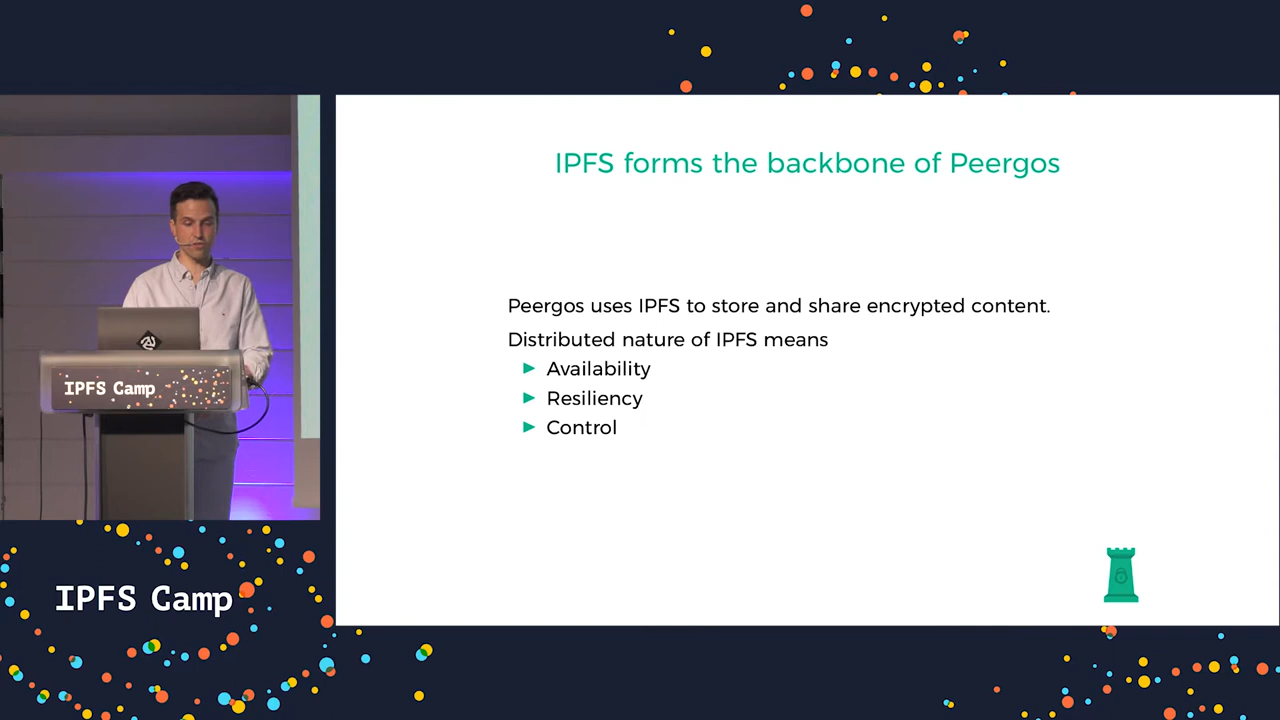 IPFS forms the backbone of Peergos
Peergos uses IPFS to store and share encrypted content.
Distributed nature of IPFS means
Availability
Resiliency
Control
IPFS Camp
IPFS Camp